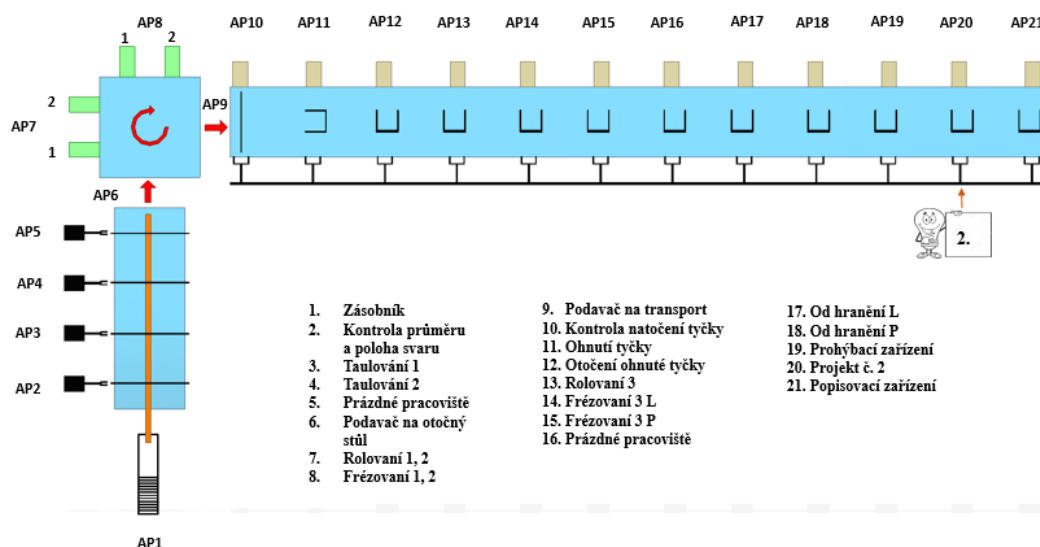 AP8
AP10 AP11 AP12 AP13 AP14 AP15 AP16 AP17 AP18 AP19 AP20 AP21
1 2
2
AP7
1
AP9
AP6
AP5
AP4
AP3
AP2
AP1
2.
1. Zásobník
2. Kontrola průměru
a poloha svaru
3. Taulování 1
4. Taulování 2
5. Prázdné pracoviště
6. Podavač na otočný
stůl
7. Rolovaní 1, 2
8. Frézovaní 1, 2
9. Podavač na transport
10. Kontrola natočení tyčky
11. Ohnutí tyčky
12. Otočení ohnuté tyčky
13. Rolovaní 3
14. Frézovaní 3 L
15. Frézovaní 3 P
16. Prázdné pracoviště
17. Od hranění L
18. Od hranění P
19. Prohýbací zařízení
20. Projekt č. 2
21. Popisovací zařízení